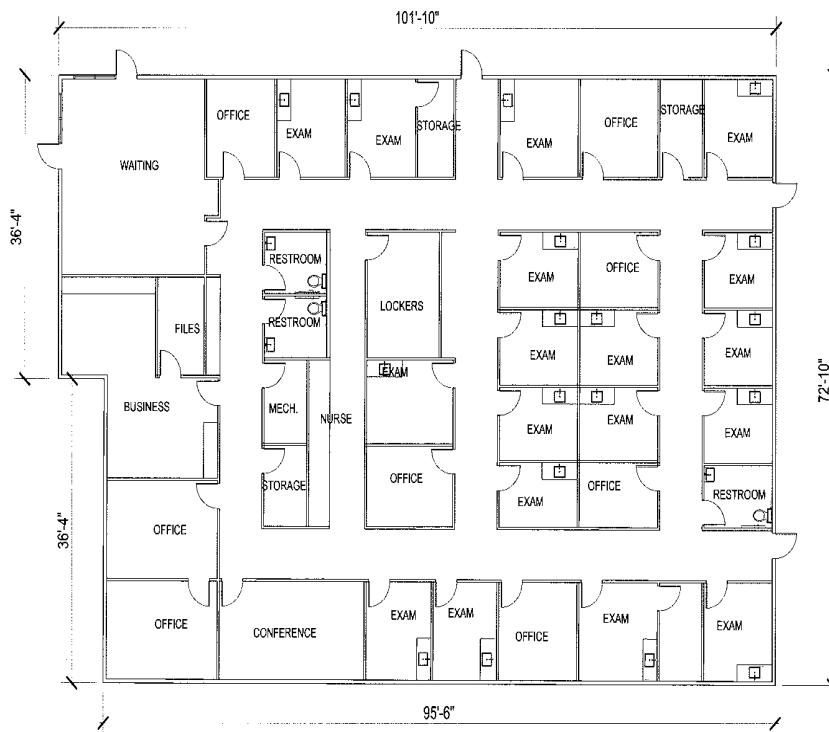 101'-10"
OFFICE
EXAM
EXAM
STORAGE
EXAM
OFFICE
STORAGE
EXAM
WAITING
36'-4"
RESTROOM
LOCKERS
EXAM
OFFICE
EXAM
FILES
RESTROOM
EXAM
EXAM
EXAM
EXAM
72'-10"
BUSINESS
MECH.
NURSE
EXAM
EXAM
EXAM
STORAGE
OFFICE
EXAM
OFFICE
RESTROOM
36'-4"
OFFICE
OFFICE
CONFERENCE
EXAM
EXAM
OFFICE
EXAM
EXAM
95'-6"